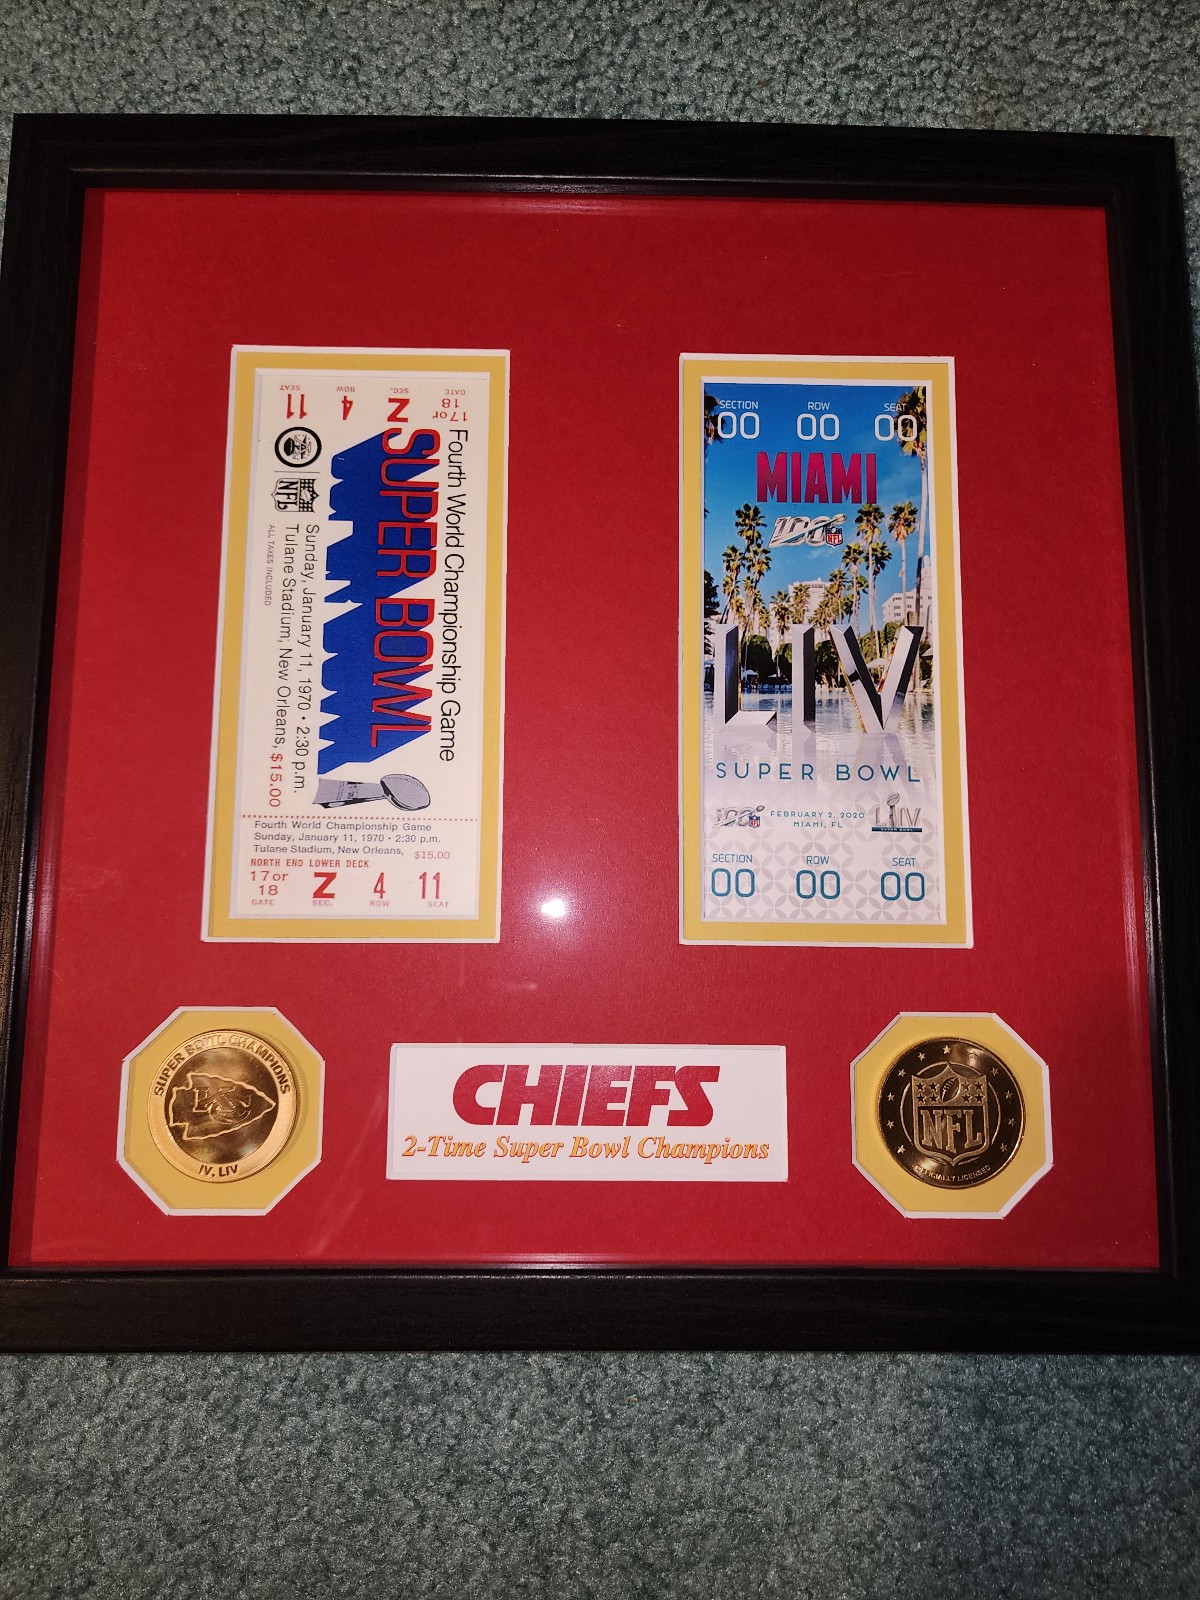 17 or
18
GATE
Z
SEC.
4
ROW
11
SEAT
Fourth World Championship Game
SUPER BOWL
NFL
Sunday, January 11, 1970 • 2:30 p.m.
Tulane Stadium; New Orleans, $15.00
ALL TAXES INCLUDED
Fourth World Championship Game
Sunday, January 11, 1970 • 2:30 p.m.
Tulane Stadium, New Orleans, $15.00
NORTH END LOWER DECK
17 or
18
GATE
Z
SEC.
4
ROW
11
SEAT
SECTION ROW SEAT
00 00 00
MIAMI
100 NFL
LIV
SUPER BOWL
100 NFL
FEBRUARY 2, 2020
MIAMI, FL
LIV
SUPER BOWL
SECTION ROW SEAT
00 00 00
SUPER BOWL CHAMPIONS
KC
IV, LIV
CHIEFS
2-Time Super Bowl Champions
NFL
OFFICIALLY LICENSED